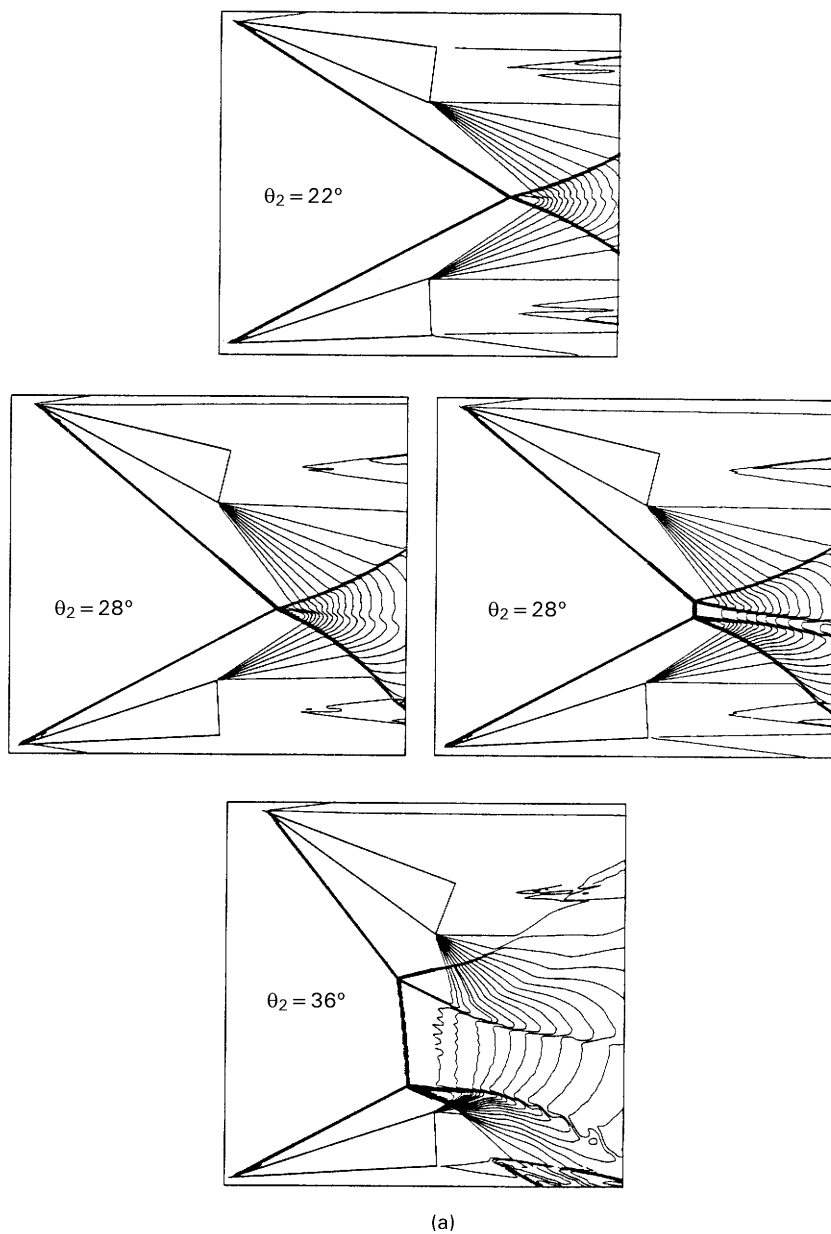 θ₂ = 22°
θ₂ = 28°
θ₂ = 28°
θ₂ = 36°
(a)